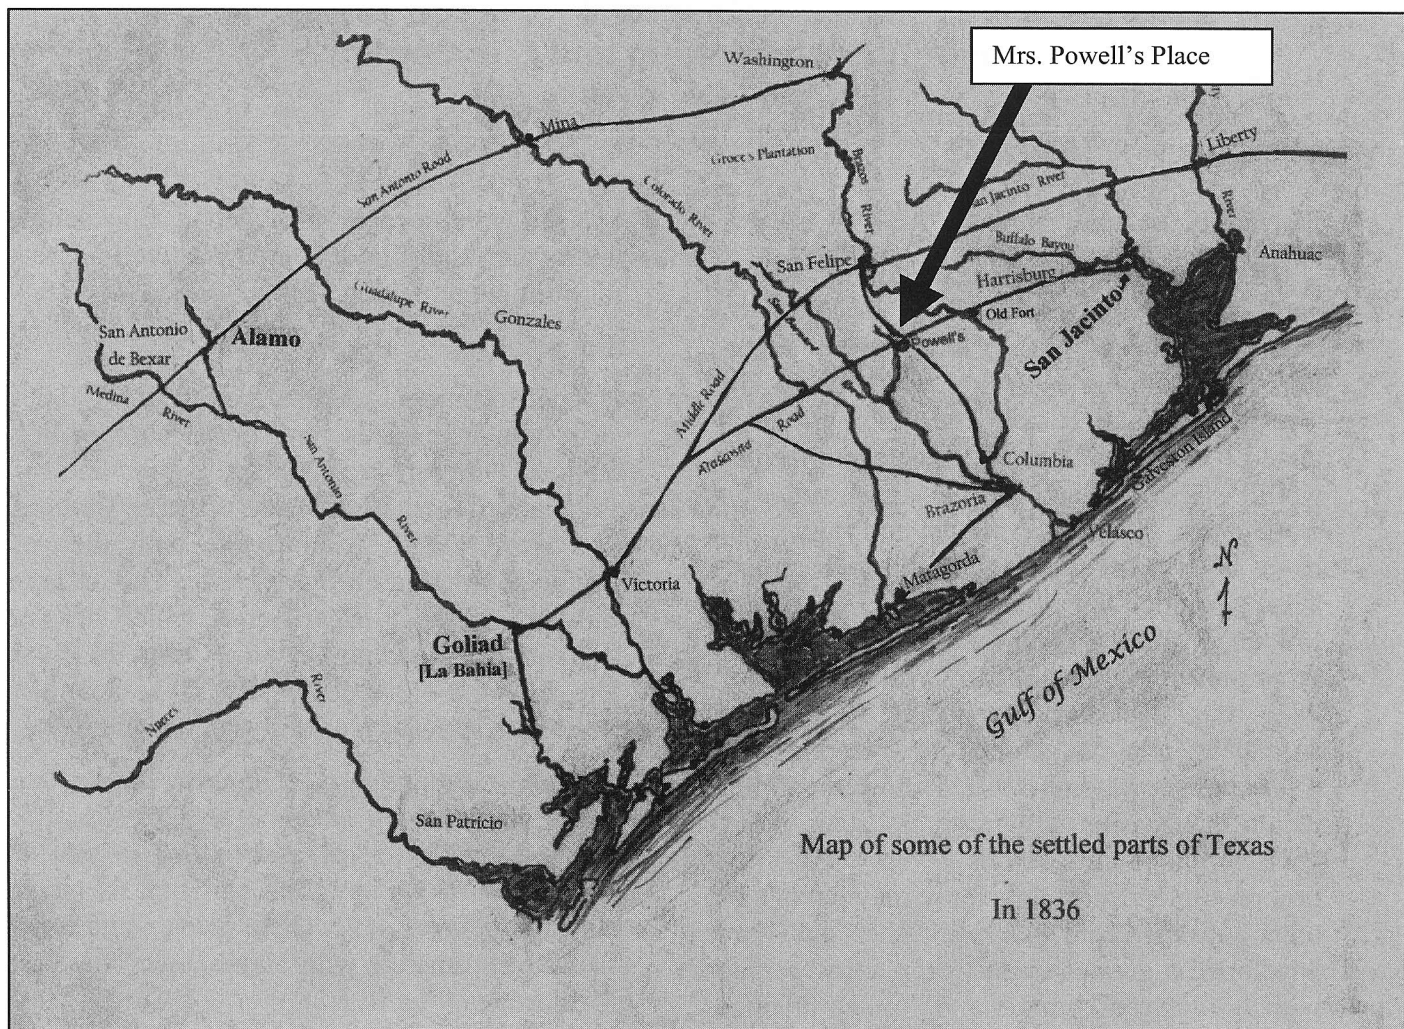 Mrs. Powell's Place
Washington
Mina
Groce's Plantation
Brazos
River
Liberty
San Antonio Road
Colorado River
San Jacinto River
River
San Felipe
Buffalo Bayou
Harrisburg
Anahuac
Guadalupe River
Gonzales
San Antonio
de Bexar
Alamo
Old Fort
Powell's
San Jacinto
Medina
River
Middle Road
Road
San Antonio
River
Columbia
Brazoria
Galveston Island
Velasco
Matagorda
Victoria
Goliad
[La Bahia]
N
Gulf of Mexico
Nueces
River
San Patricio
Map of some of the settled parts of Texas
In 1836